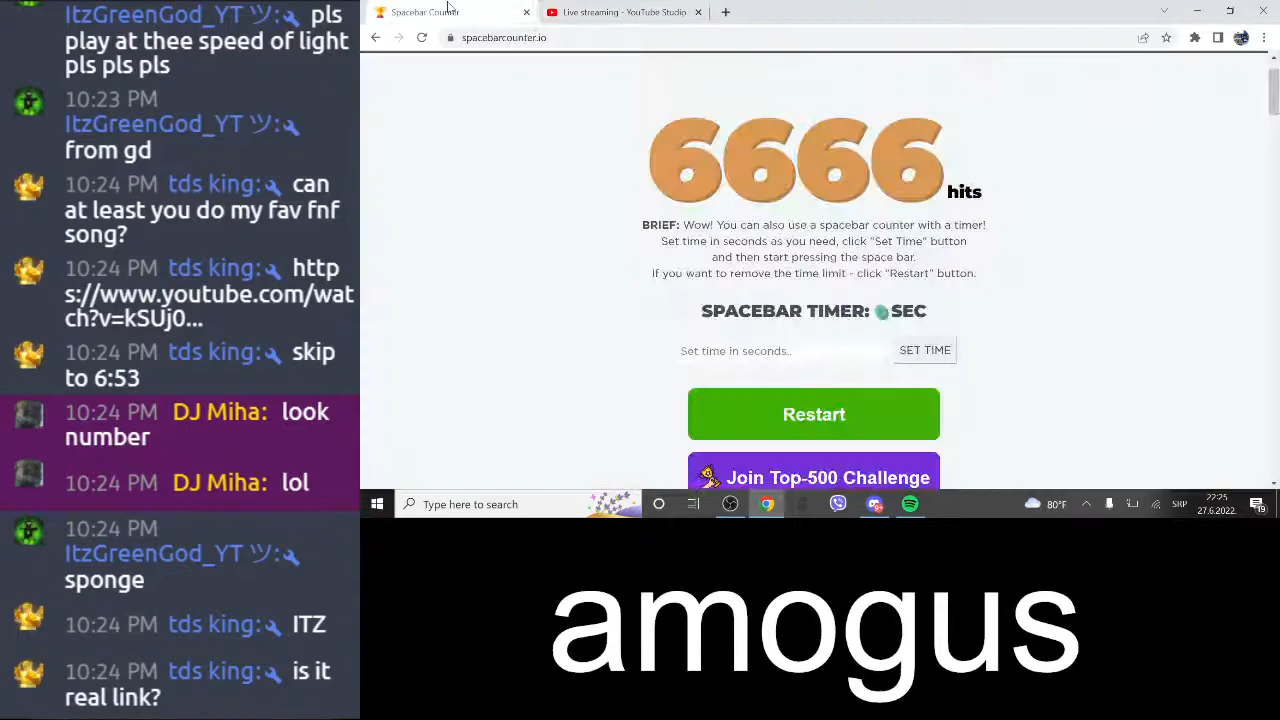 ItzGreenGod_YT ツ: pls
play at thee speed of light
pls pls pls
10:23 PM
ItzGreenGod_YT ツ:
from gd
10:24 PM tds king: can
at least you do my fav fnf
song?
10:24 PM tds king: http
s://www.youtube.com/wat
ch?v=kSUj0...
10:24 PM tds king: skip
to 6:53
10:24 PM DJ Miha: look
number
10:24 PM DJ Miha: lol
10:24 PM
ItzGreenGod_YT ツ:
sponge
10:24 PM tds king: ITZ
10:24 PM tds king: is it
real link?
Spacebar Counter
Live streaming - YouTube Studio
spacebarcounter.io
6666 hits
BRIEF: Wow! You can also use a spacebar counter with a timer!
Set time in seconds as you need, click "Set Time" button
and then start pressing the space bar.
If you want to remove the time limit - click "Restart" button.
SPACEBAR TIMER: SEC
Set time in seconds.. SET TIME
Restart
Join Top-500 Challenge
Type here to search
80°F
SRP
22:25
27.6.2022.
19
amogus